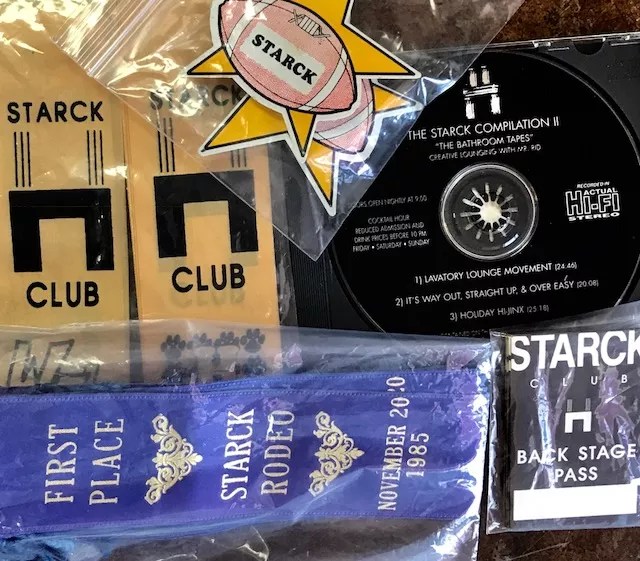 STARCK
CLUB
STARCK
CLUB
STARCK
THE STARCK COMPILATION II
"THE BATHROOM TAPES"
CREATIVE LOUNGING WITH MR. RID
OPEN NIGHTLY AT 9:00
COCKTAIL HOUR
REDUCED ADMISSION AND
DRINK PRICES BEFORE 10 PM.
FRIDAY • SATURDAY • SUNDAY
RECORDED IN
ACTUAL
HI-FI
STEREO
1) LAVATORY LOUNGE MOVEMENT (24:46)
2) IT'S WAY OUT, STRAIGHT UP, & OVER EASY (20:08)
3) HOLIDAY HI-JINX (25:18)
FIRST
PLACE
STARCK
RODEO
NOVEMBER
1985
STARCK
CLUB
BACK STAGE
PASS